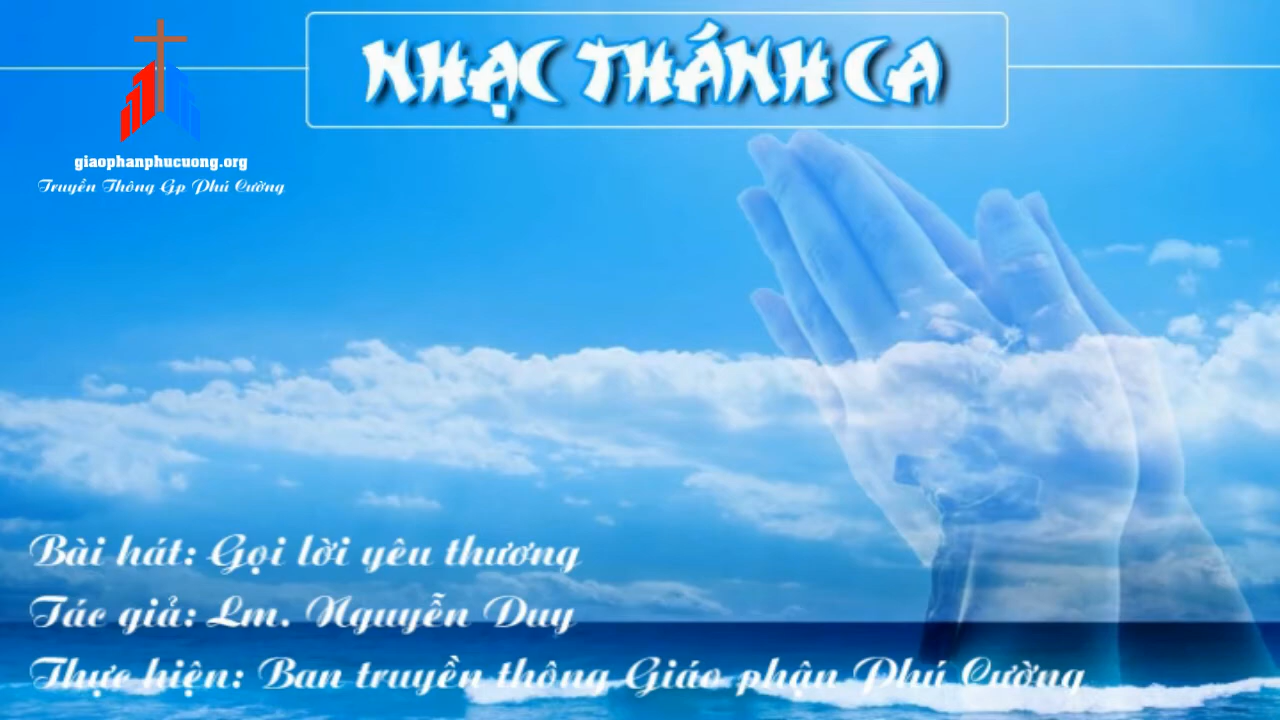 NHẠC THÁNH CA
giaophanphucuong.org
Truyền Thông Gp Phú Cường
Bài hát: Gọi lời yêu thương
Tác giả: Lm. Nguyễn Duy
Thực hiện: Ban truyền thông Giáo phận Phú Cường